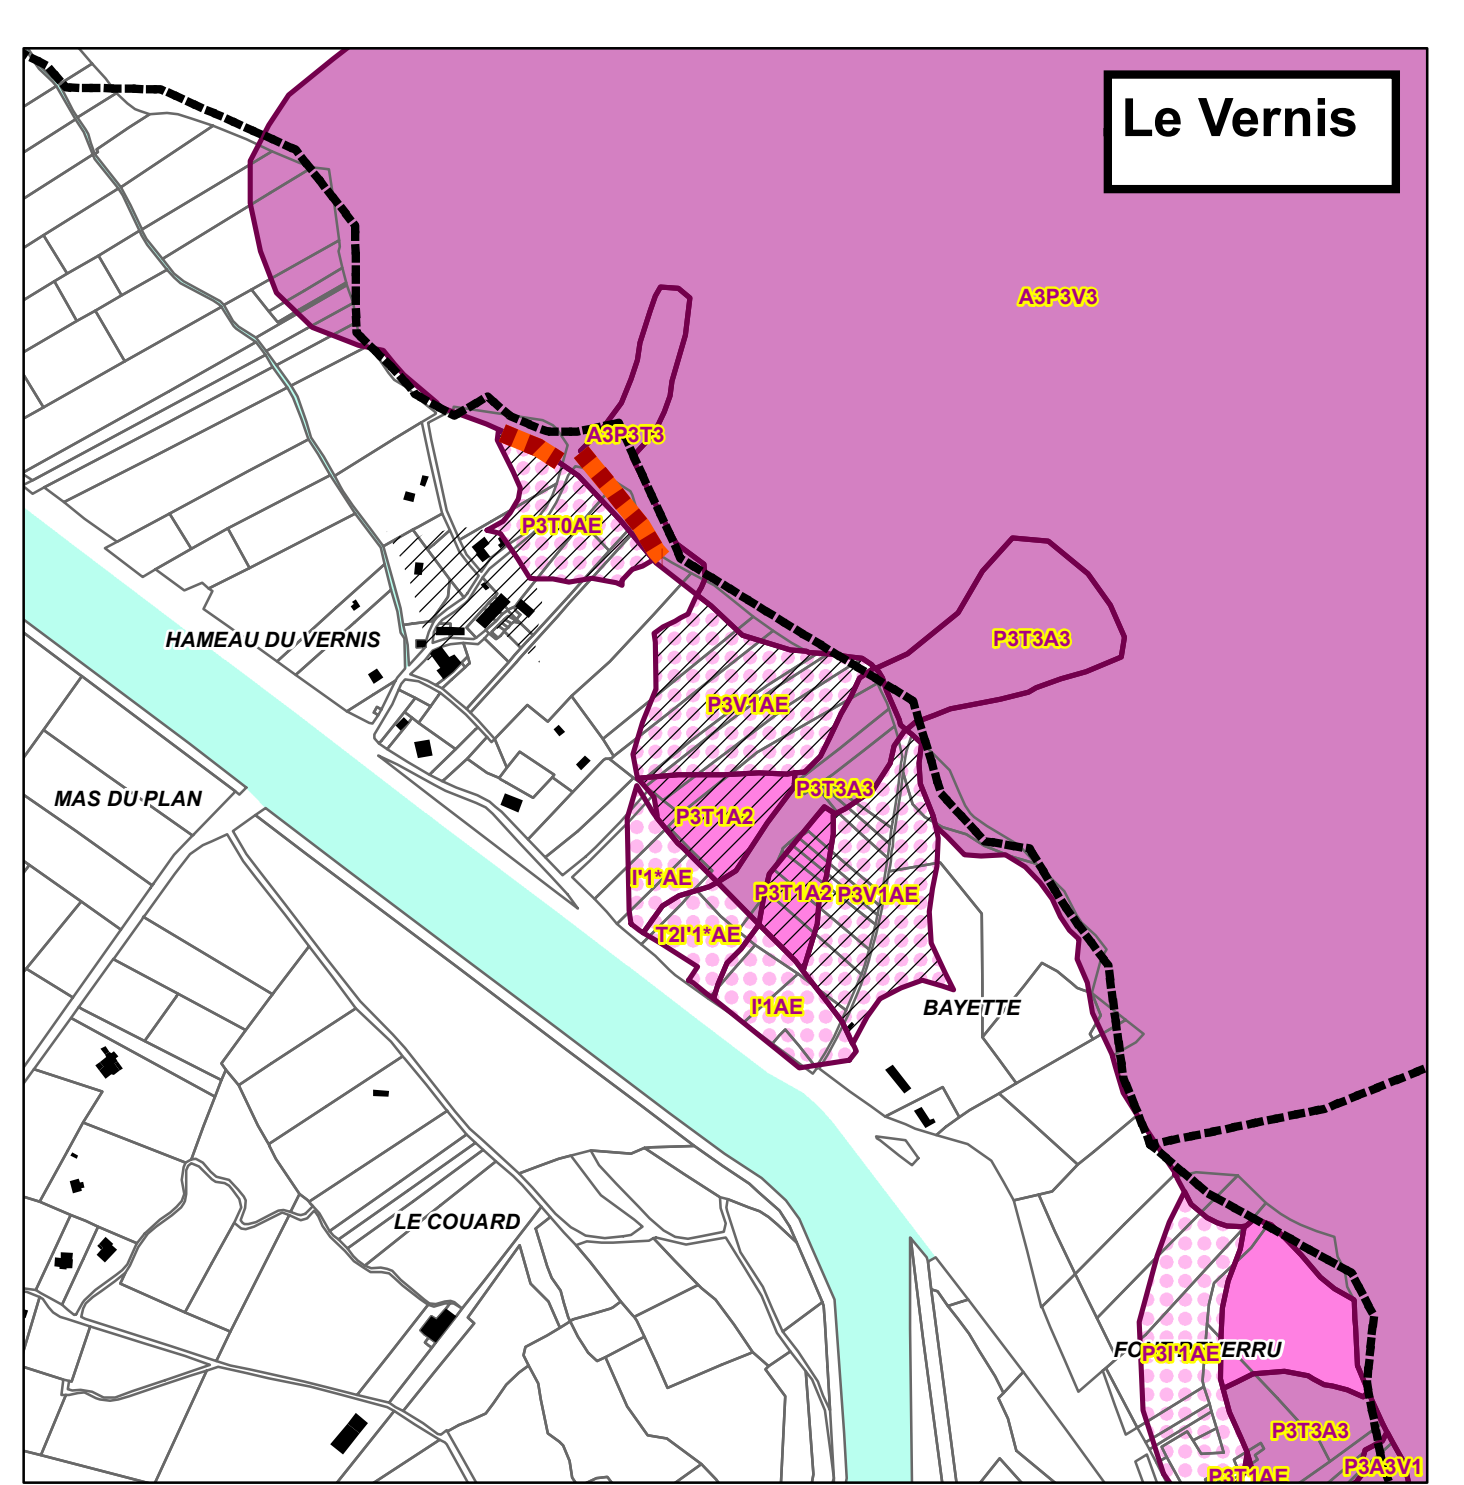 Le Vernis
A3P3V3
A3P3T3
P3T0AE
HAMEAU DU VERNIS
P3T3A3
P3V1AE
MAS DU PLAN
P3T3A3
P3T1A2
I'1*AE
P3T1A2
P3V1AE
T2I'1*AE
I'1AE
BAYETTE
LE COUARD
P3I'1AE
P3T3A3
P3A3V1
P3T1AE